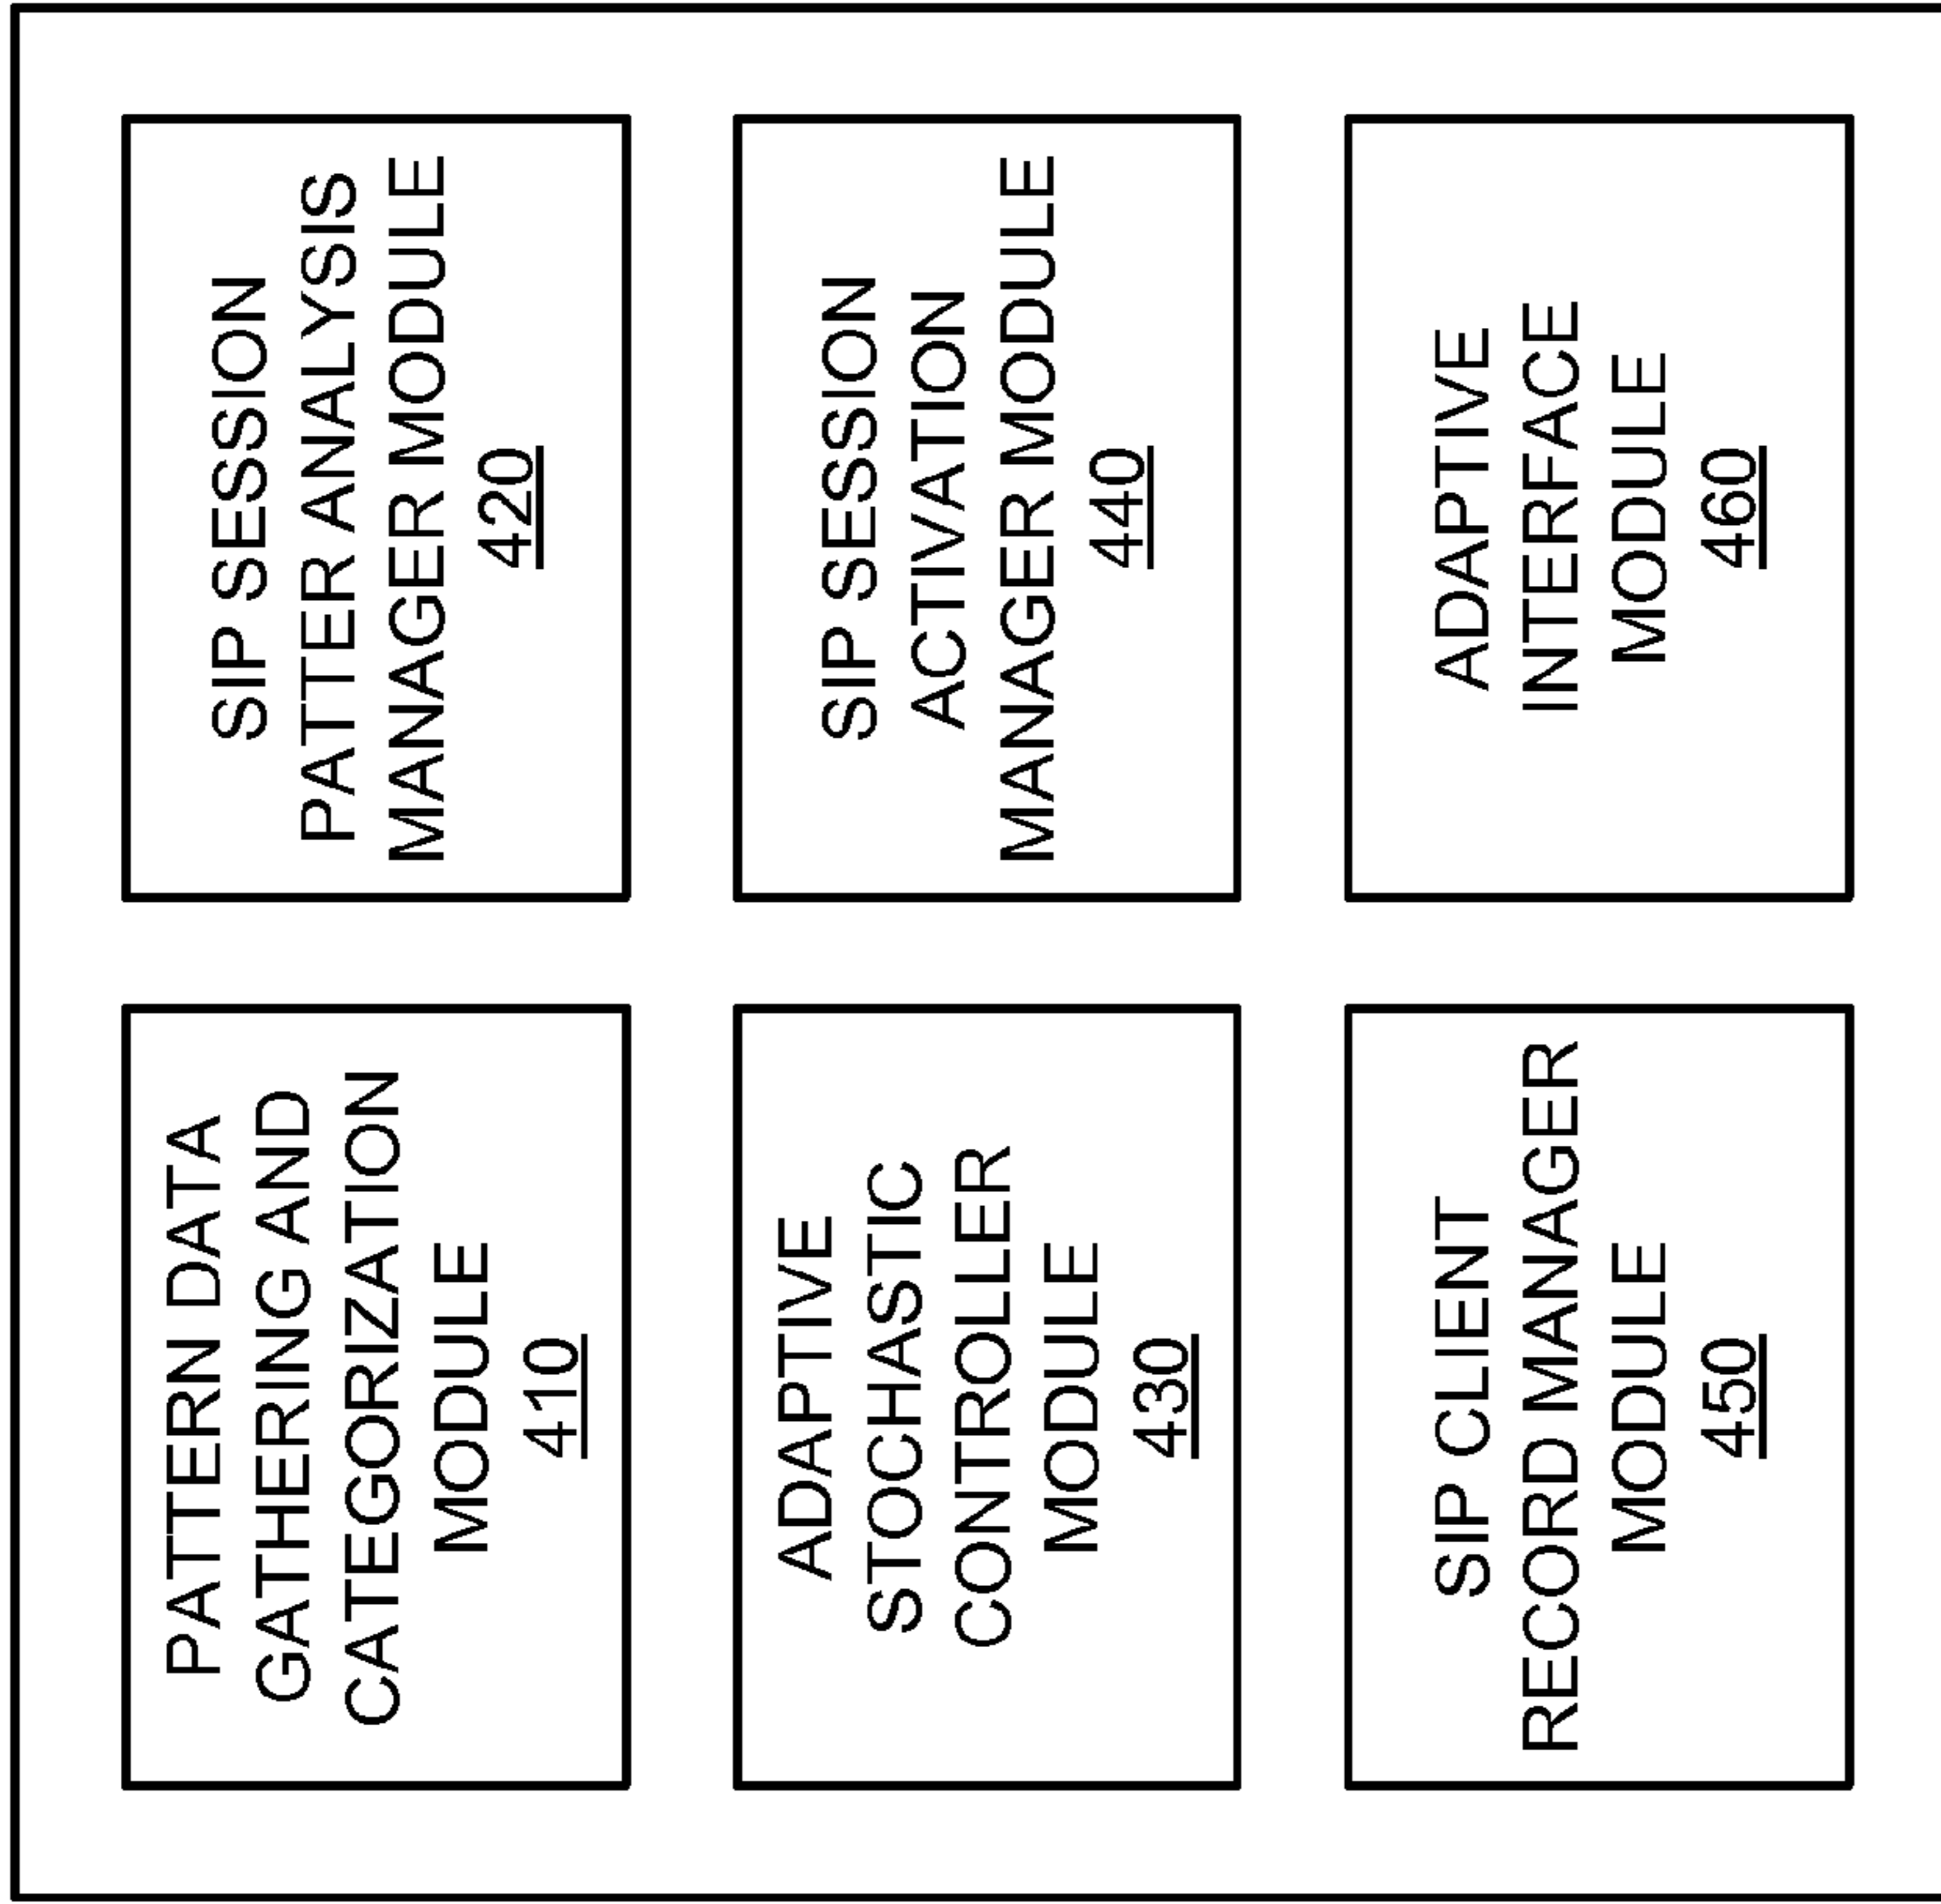 PATTERN DATA
GATHERING AND
CATEGORIZATION
MODULE
410
SIP SESSION
PATTER ANALYSIS
MANAGER MODULE
420
ADAPTIVE
STOCHASTIC
CONTROLLER
MODULE
430
SIP SESSION
ACTIVATION
MANAGER MODULE
440
SIP CLIENT
RECORD MANAGER
MODULE
450
ADAPTIVE
INTERFACE
MODULE
460